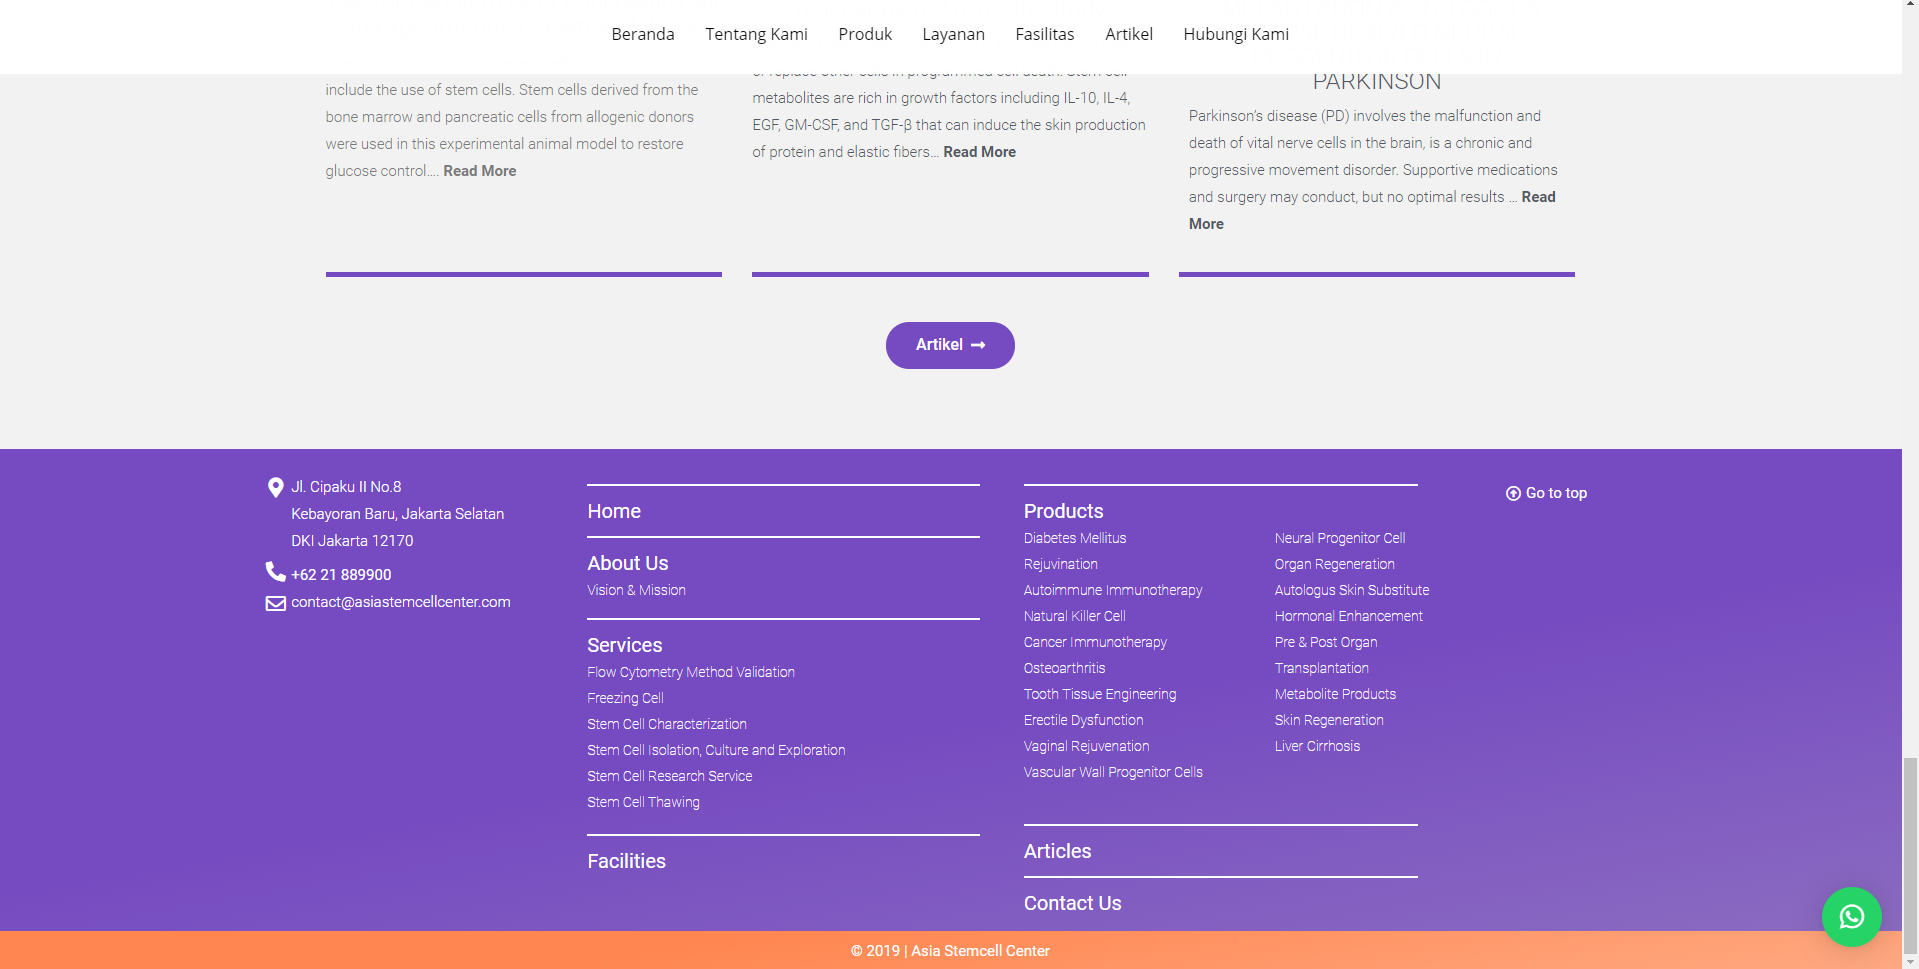 Beranda Tentang Kami Produk Layanan Fasilitas Artikel Hubungi Kami
include the use of stem cells. Stem cells derived from the
bone marrow and pancreatic cells from allogenic donors
were used in this experimental animal model to restore
glucose control.... Read More
or replace other cells in programmed cell death. Stem cell
metabolites are rich in growth factors including IL-10, IL-4,
EGF, GM-CSF, and TGF-β that can induce the skin production
of protein and elastic fibers... Read More
PARKINSON
Parkinson's disease (PD) involves the malfunction and
death of vital nerve cells in the brain, is a chronic and
progressive movement disorder. Supportive medications
and surgery may conduct, but no optimal results ... Read
More
Artikel
Jl. Cipaku II No.8
Kebayoran Baru, Jakarta Selatan
DKI Jakarta 12170
+62 21 889900
contact@asiastemcellcenter.com
Home
About Us
Vision & Mission
Services
Flow Cytometry Method Validation
Freezing Cell
Stem Cell Characterization
Stem Cell Isolation, Culture and Exploration
Stem Cell Research Service
Stem Cell Thawing
Facilities
Products
Diabetes Mellitus
Rejuvination
Autoimmune Immunotherapy
Natural Killer Cell
Cancer Immunotherapy
Osteoarthritis
Tooth Tissue Engineering
Erectile Dysfunction
Vaginal Rejuvenation
Vascular Wall Progenitor Cells
Neural Progenitor Cell
Organ Regeneration
Autologus Skin Substitute
Hormonal Enhancement
Pre & Post Organ
Transplantation
Metabolite Products
Skin Regeneration
Liver Cirrhosis
Articles
Contact Us
Go to top
© 2019 | Asia Stemcell Center